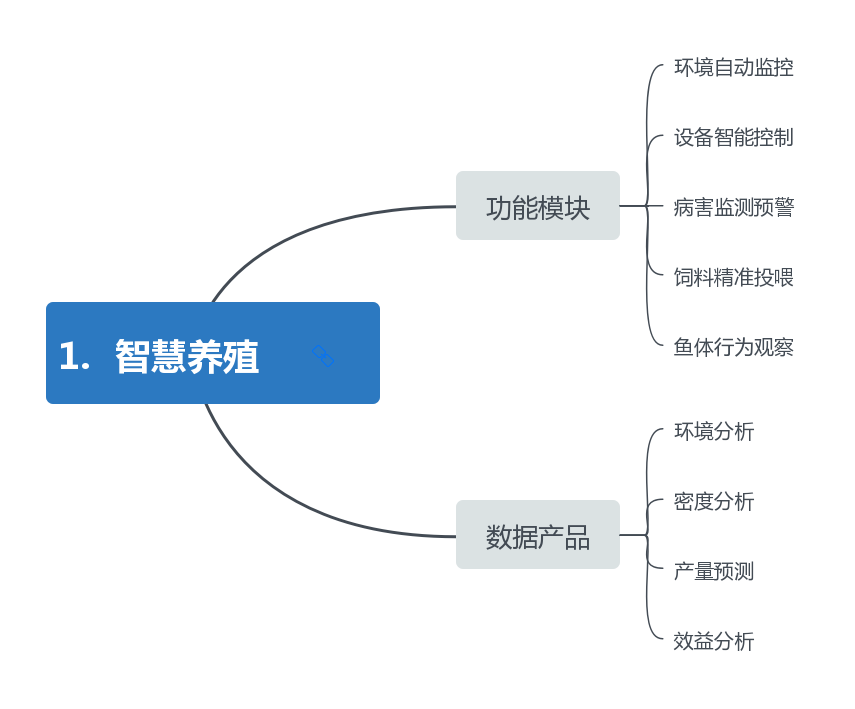 1. 智慧养殖
功能模块
环境自动监控
设备智能控制
病害监测预警
饲料精准投喂
鱼体行为观察
数据产品
环境分析
密度分析
产量预测
效益分析